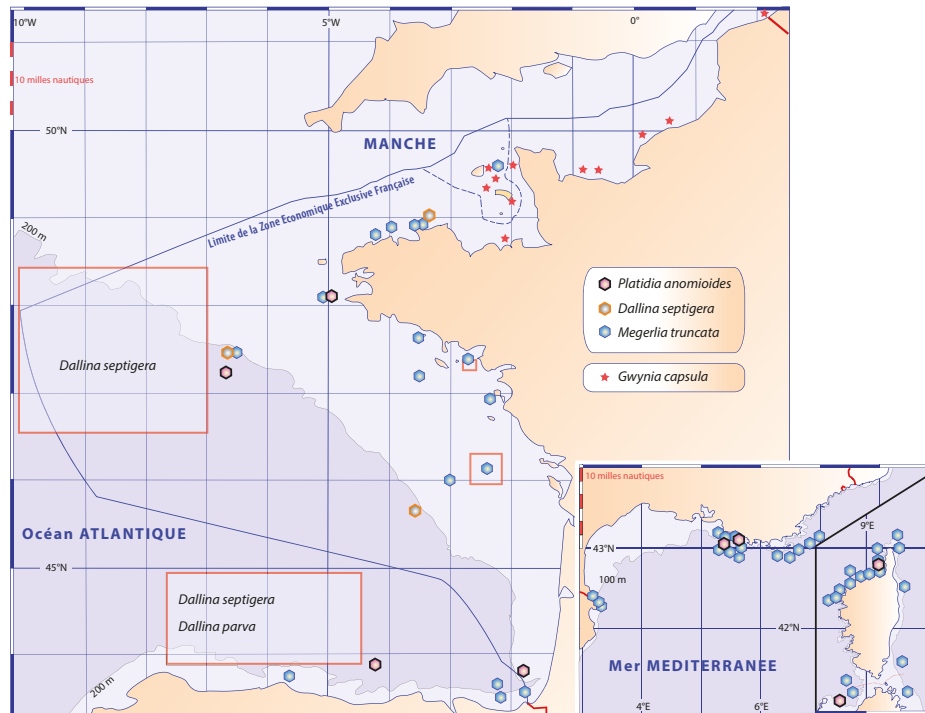 10°W
5°W
0°
10 milles nautiques
50°N
MANCHE
Limite de la Zone Economique Exclusive Française
200 m
Platidia anomioides
Dallina septigera
Megerlia truncata
Gwynia capsula
Dallina septigera
10 milles nautiques
Océan ATLANTIQUE
9°E
43°N
45°N
100 m
Dallina septigera
Dallina parva
42°N
Mer MEDITERRANEE
200 m
4°E
6°E